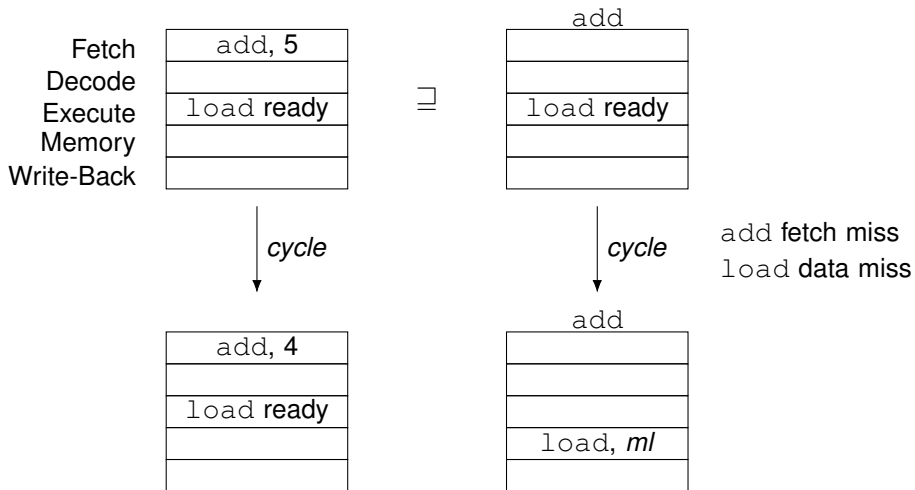 add
Fetch add, 5
Decode
Execute load ready ⊒ load ready
Memory
Write-Back
cycle cycle add fetch miss
load data miss
add
add, 4
load ready
load, ml